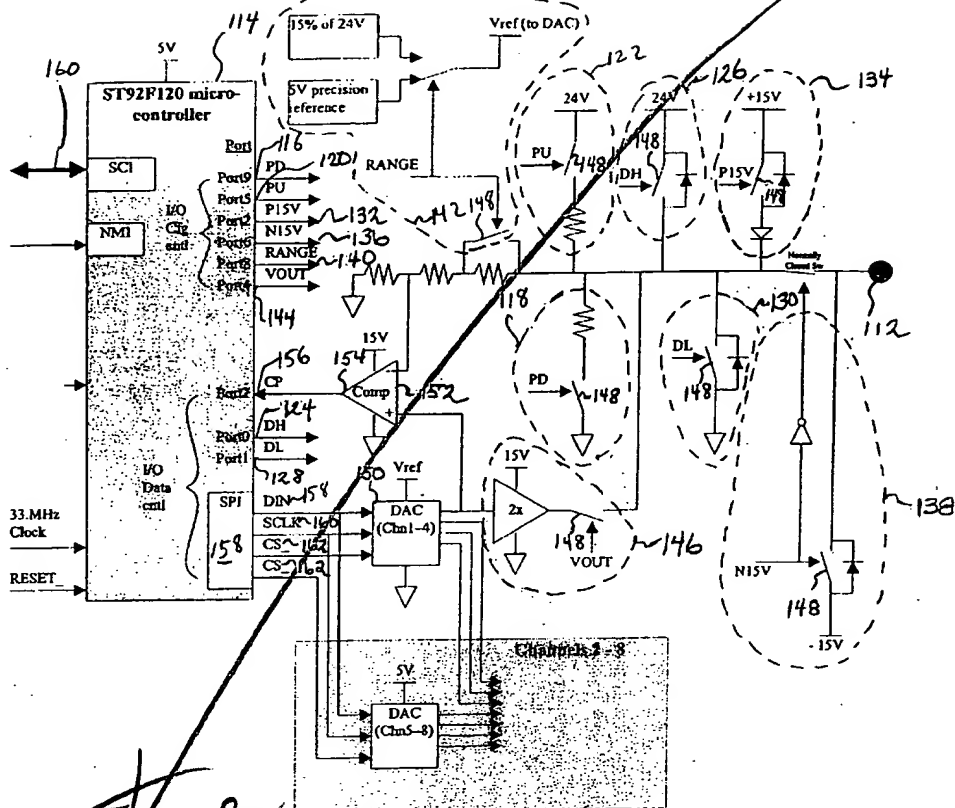 15% of 24V
Vref (to DAC)
114
5V
160
122
126
134
ST92F120 micro-
controller
5V precision
reference
24V
24V
+15V
116
Port
120
PU
148
148
DH
P15V
148
SCI
Port9
PD
RANGE
Port5
PU
I/O
Cfg
cntl
Port2
P15V
132
142
148
NMI
Port6
N15V
136
Port8
RANGE
140
Normally
Closed Sw
Port4
VOUT
118
144
130
112
15V
156
154
DL
CP
Comp
152
PD
148
148
Port2
+
124
Port0
DH
Port1
DL
128
150
Vref
15V
138
I/O
Data
cntl
SPI
DIN
158
DAC
(Chn1-4)
2x
33.MHz
Clock
SCLK
160
148
146
N15V
158
CS_
162
VOUT
CS_
162
148
RESET_
-15V
Channels 2 - 8
5V
DAC
(Chn5-8)